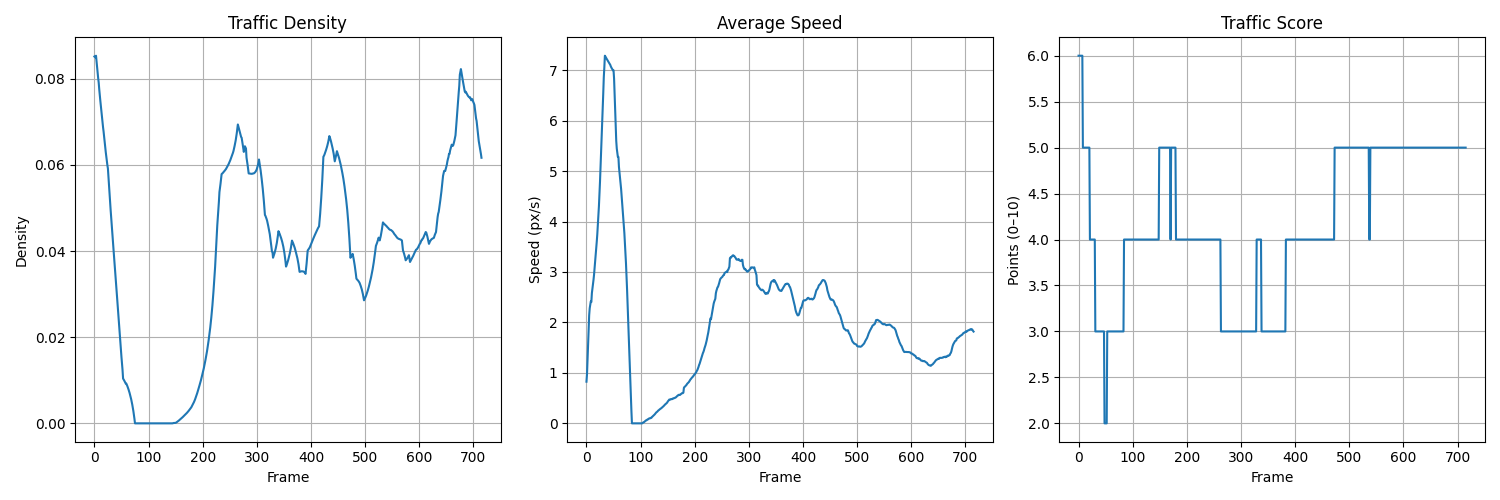 Traffic Density
Density
0.08
0.06
0.04
0.02
0.00
0 100 200 300 400 500 600 700
Frame
Average Speed
Speed (px/s)
7
6
5
4
3
2
1
0
0 100 200 300 400 500 600 700
Frame
Traffic Score
Points (0–10)
6.0
5.5
5.0
4.5
4.0
3.5
3.0
2.5
2.0
0 100 200 300 400 500 600 700
Frame